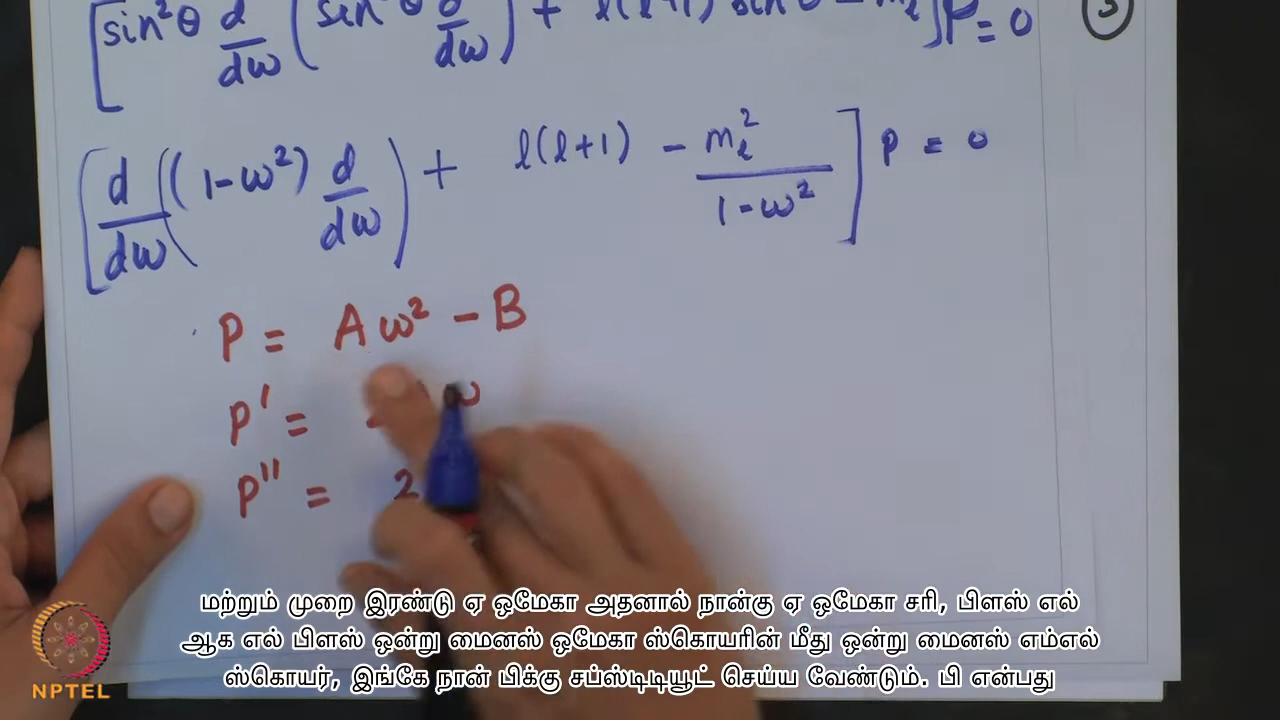 [sin²θ d/dω (sin²θ d/dω) + l(l+1) sin²θ - m_l²] P = 0 (3)
[d/dω ((1-ω²) d/dω) + l(l+1) - m_l²/(1-ω²)] P = 0
P = Aω² - B
P' = ω
P'' = 2
மற்றும் முறை இரண்டு ஏ ஒமேகா அதனால் நான்கு ஏ ஒமேகா சரி, பிளஸ் எல்
ஆக எல் பிளஸ் ஒன்று மைனஸ் ஒமேகா ஸ்கொயரின் மீது ஒன்று மைனஸ் எம்எல்
ஸ்கொயர், இங்கே நான் பிக்கு சப்ஸ்டிடியூட் செய்ய வேண்டும். பி என்பது
NPTEL